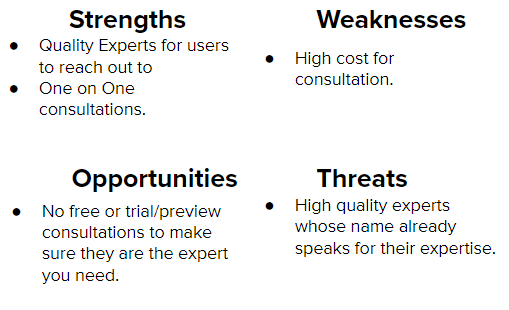 Strengths
● Quality Experts for users
to reach out to
● One on One
consultations.
Weaknesses
● High cost for
consultation.
Opportunities
● No free or trial/preview
consultations to make
sure they are the expert
you need.
Threats
● High quality experts
whose name already
speaks for their expertise.